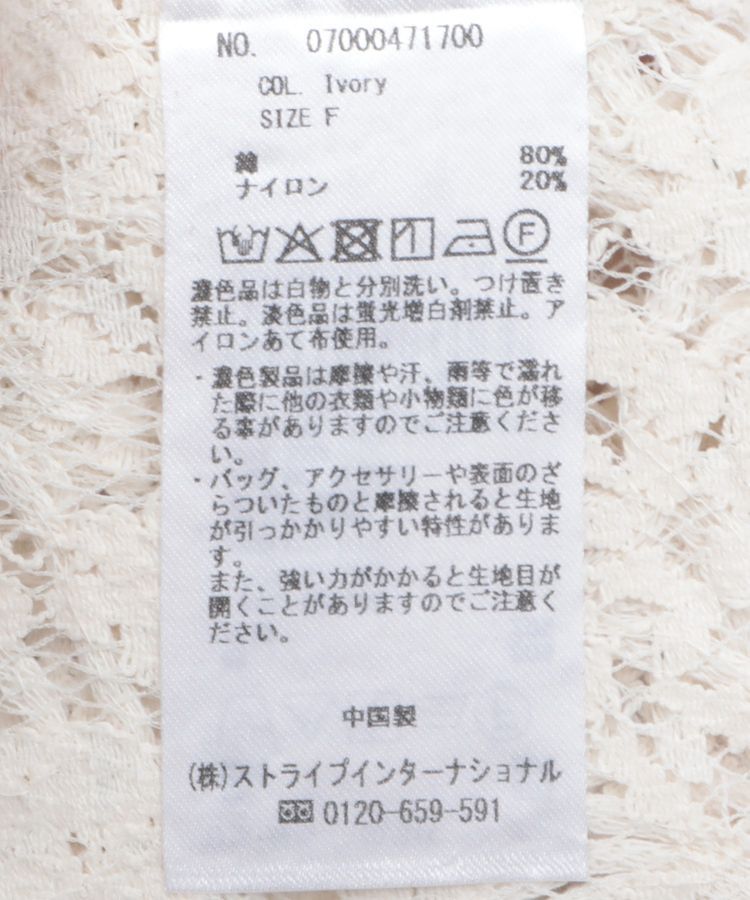 NO. 07000471700
COL. Ivory
SIZE F
綿 80%
ナイロン 20%
F
濃色品は白物と分別洗い。つけ置き
禁止。淡色品は蛍光増白剤禁止。ア
イロンあて布使用。
・濃色製品は摩擦や汗、雨等で濡れ
た際に他の衣類や小物類に色が移
る事がありますのでご注意くださ
い。
・バッグ、アクセサリーや表面のざ
らついたものと摩擦されると生地
が引っかかりやすい特性がありま
す。
また、強い力がかかると生地目が
開くことがありますのでご注意く
ださい。
中国製
(株)ストライプインターナショナル
0120-659-591